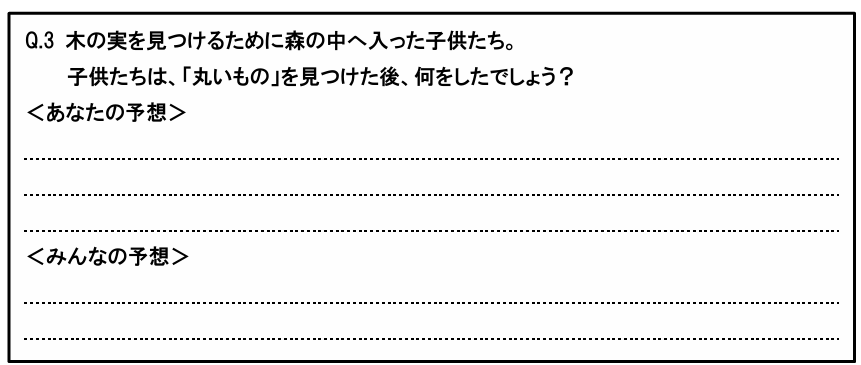 Q.3 木の実を見つけるために森の中へ入った子供たち。
子供たちは、「丸いもの」を見つけた後、何をしたでしょう？
＜あなたの予想＞
＜みんなの予想＞